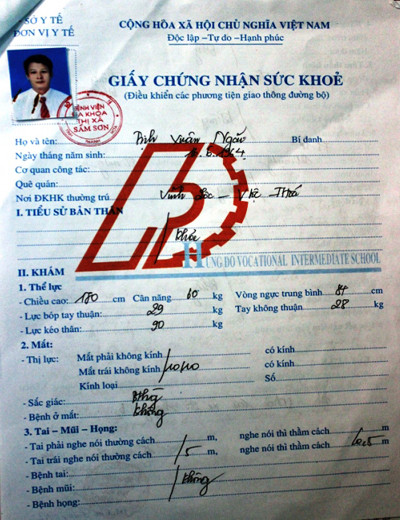 SỞ Y TẾ
ĐƠN VỊ Y TẾ
CỘNG HÒA XÃ HỘI CHỦ NGHĨA VIỆT NAM
Độc lập –Tự do –Hạnh phúc
BỆNH VIỆN
ĐA KHOA
THỊ XÃ
SẦM SƠN
GIẤY CHỨNG NHẬN SỨC KHOẺ
(Điều khiển các phương tiện giao thông đường bộ)
Họ và tên: Xuân Bí danh
Ngày tháng năm sinh:
Cơ quan công tác:
Quê quán:
Nơi ĐKHK thường trú Vĩnh Lộc –
I. TIỂU SỬ BẢN THÂN
khỏe
HUNG DO VOCATIONAL INTERMEDIATE SCHOOL
II. KHÁM
1. Thể lực
- Chiều cao: 180 cm Cân nặng 60 kg Vòng ngực trung bình 84 cm
- Lực bóp tay thuận: 29 kg Tay không thuận 28 kg
- Lực kéo thân: 90 kg
2. Mắt:
- Thị lực: Mắt phải không kính có kính
Mắt trái không kính 10/10 có kính
Kính loại Số
- Sắc giác:
- Bệnh ở mắt: không
3. Tai – Mũi – Họng:
- Tai phải nghe nói thường cách m, nghe nói thì thầm cách m,
- Tai trái nghe nói thường cách 5 m, nghe nói thì thầm cách m,
- Bệnh tai:
- Bệnh mũi: không
- Bệnh họng: